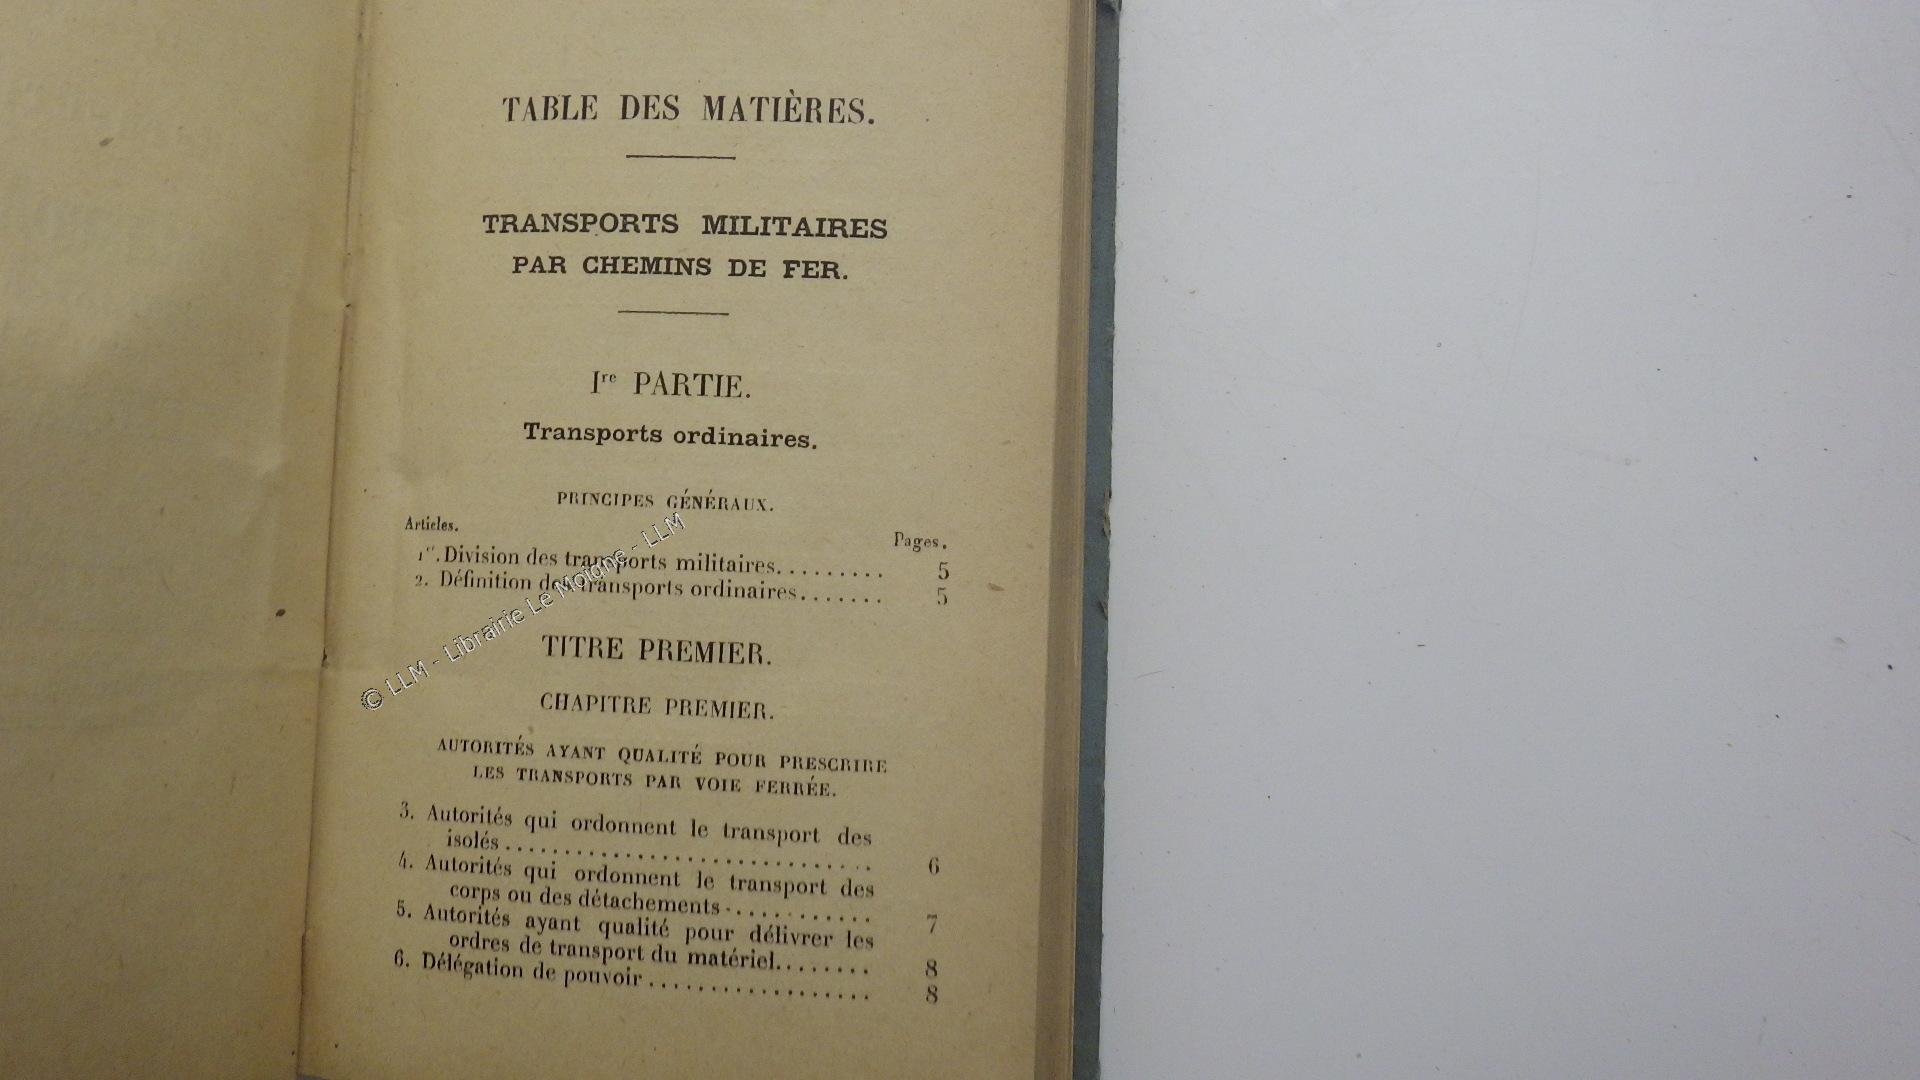 TABLE DES MATIÈRES.
TRANSPORTS MILITAIRES
PAR CHEMINS DE FER.
Ire PARTIE.
Transports ordinaires.
PRINCIPES GÉNÉRAUX.
Articles.
Pages.
1er. Division des transports militaires......... 5
2. Définition des transports ordinaires....... 5
© LLM - Librairie Le Moigne - LLM
TITRE PREMIER.
CHAPITRE PREMIER.
AUTORITÉS AYANT QUALITÉ POUR PRESCRIRE
LES TRANSPORTS PAR VOIE FERRÉE.
3. Autorités qui ordonnent le transport des
isolés............................... 6
4. Autorités qui ordonnent le transport des
corps ou des détachements............. 7
5. Autorités ayant qualité pour délivrer les
ordres de transport du matériel........ 8
6. Délégation de pouvoir................... 8